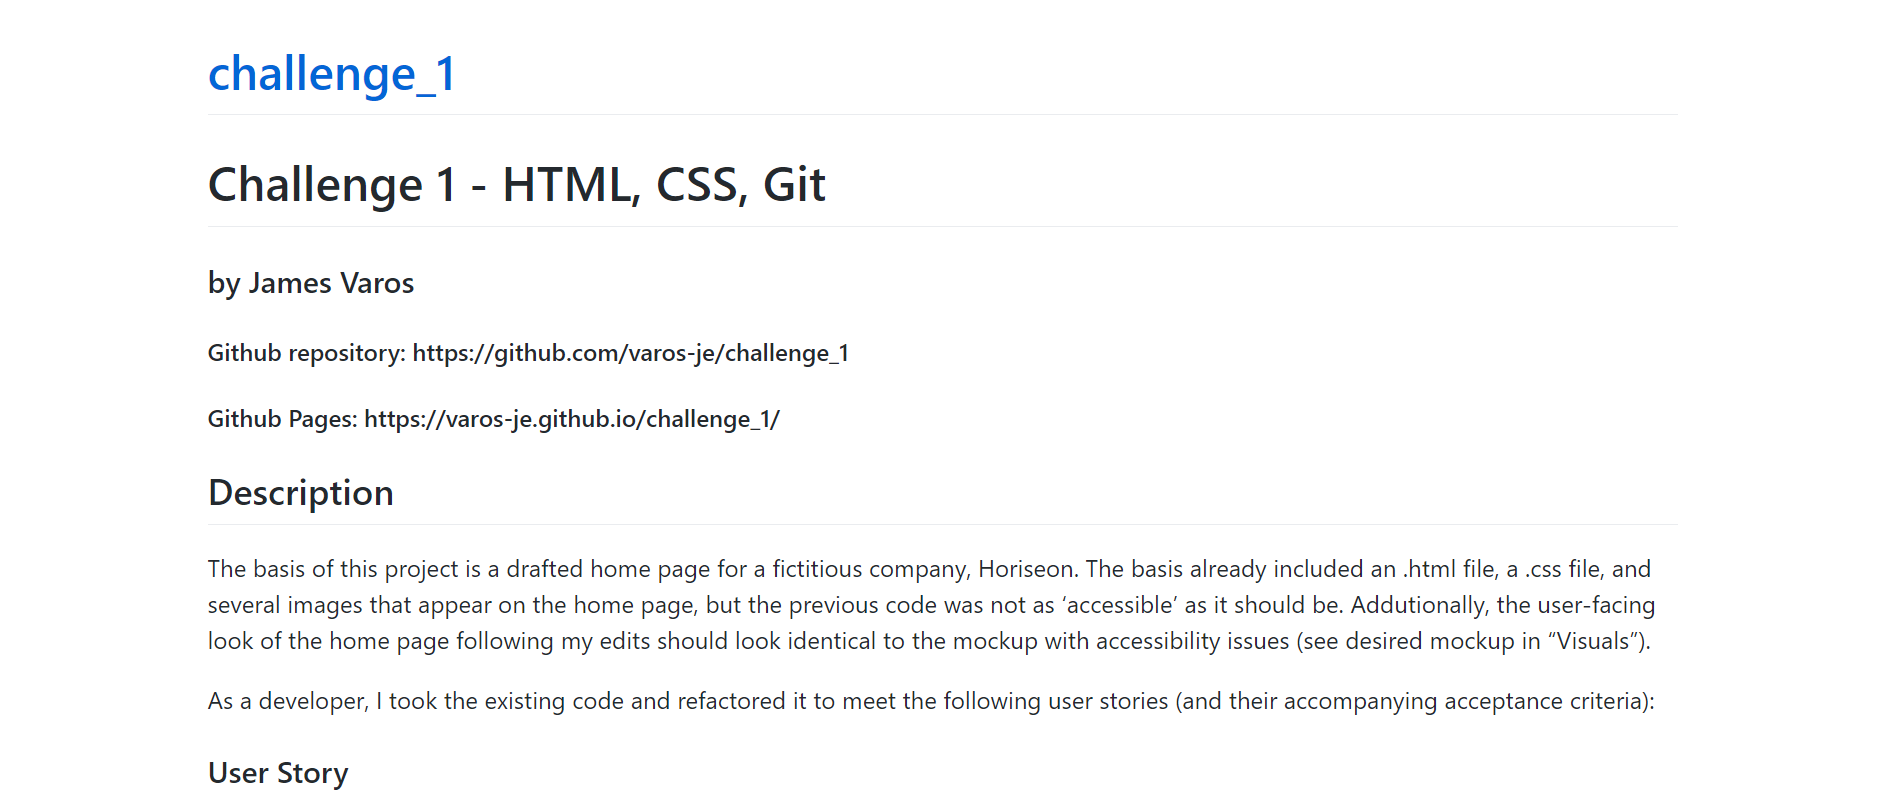 challenge_1
Challenge 1 - HTML, CSS, Git
by James Varos
Github repository: https://github.com/varos-je/challenge_1
Github Pages: https://varos-je.github.io/challenge_1/
Description
The basis of this project is a drafted home page for a fictitious company, Horiseon. The basis already included an .html file, a .css file, and
several images that appear on the home page, but the previous code was not as ‘accessible’ as it should be. Addutionally, the user-facing
look of the home page following my edits should look identical to the mockup with accessibility issues (see desired mockup in “Visuals”).
As a developer, I took the existing code and refactored it to meet the following user stories (and their accompanying acceptance criteria):
User Story